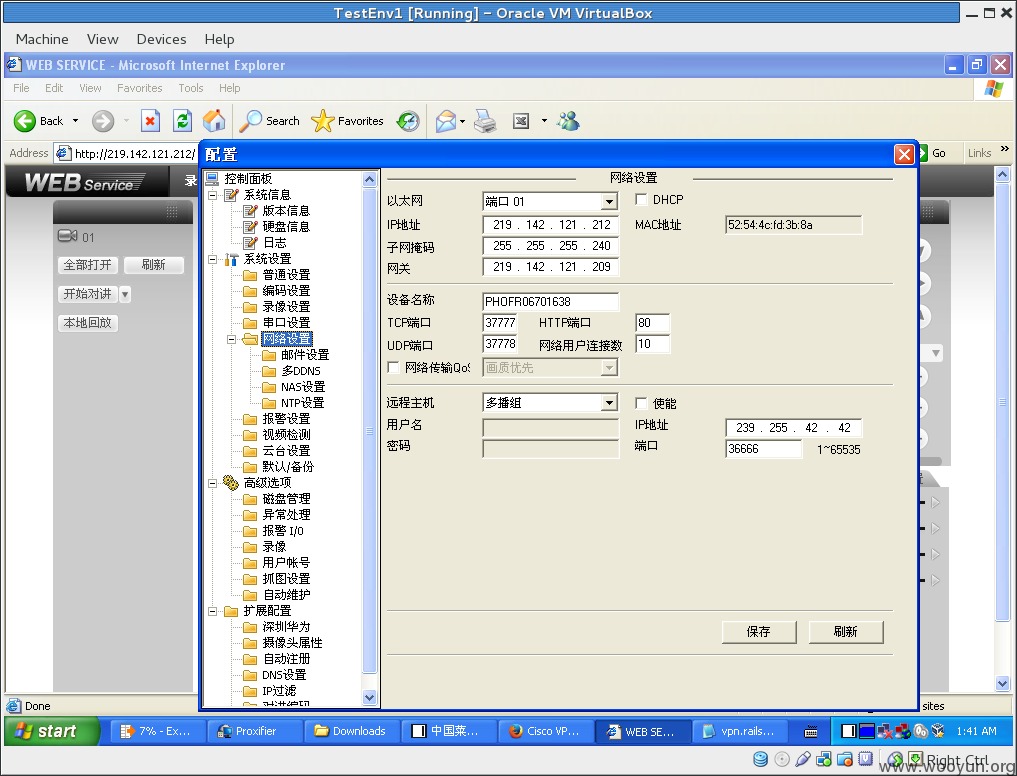 TestEnv1 [Running] – Oracle VM VirtualBox
Machine View Devices Help
WEB SERVICE - Microsoft Internet Explorer
File Edit View Favorites Tools Help
Back Search Favorites
Address http://219.142.121.212/ Go Links »
WEB Service 录
01
全部打开 刷新
开始对讲
本地回放
配置
控制面板
系统信息
版本信息
硬盘信息
日志
系统设置
普通设置
编码设置
录像设置
串口设置
网络设置
邮件设置
多DDNS
NAS设置
NTP设置
报警设置
视频检测
云台设置
默认/备份
高级选项
磁盘管理
异常处理
报警 I/0
录像
用户帐号
抓图设置
自动维护
扩展配置
深圳华为
摄像头属性
自动注册
DNS设置
IP过滤
网络设置
以太网 端口 01 DHCP
IP地址 219 . 142 . 121 . 212 MAC地址 52:54:4c:fd:3b:8a
子网掩码 255 . 255 . 255 . 240
网关 219 . 142 . 121 . 209
设备名称 PHOFR06701638
TCP端口 37777 HTTP端口 80
UDP端口 37778 网络用户连接数 10
网络传输QoS 画质优先
远程主机 多播组 使能
用户名 IP地址 239 . 255 . 42 . 42
密码 端口 36666 1~65535
保存 刷新
Done sites
start 7% - Ex... Proxifier Downloads 中国莱... Cisco VP... WEB SE... vpn.rails... 1:41 AM
Right Ctrl
www.wooyun.org